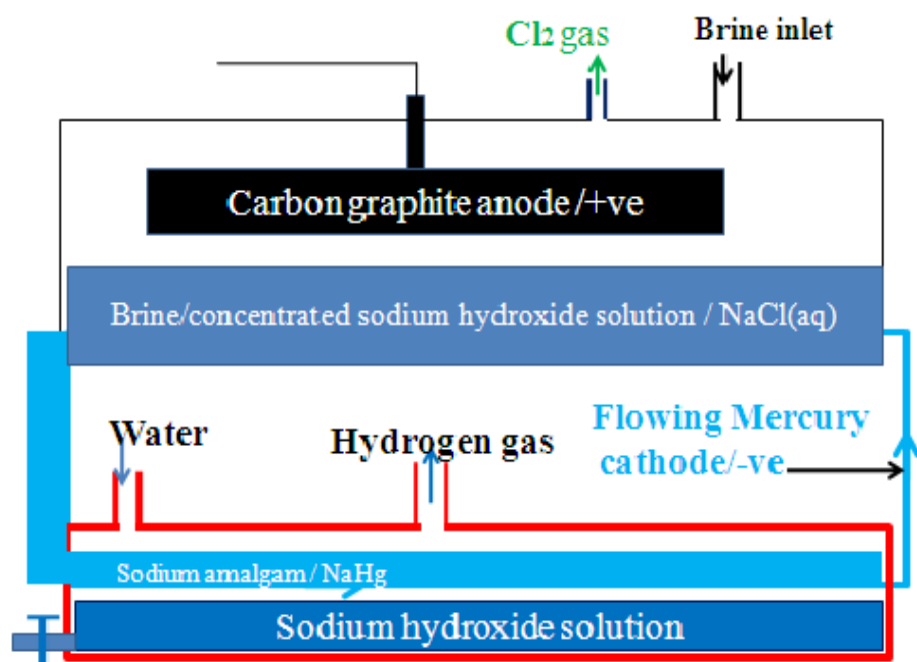 Cl2 gas
Brine inlet
Carbon graphite anode /+ve
Brine/concentrated sodium hydroxide solution / NaCl(aq)
Water
Hydrogen gas
Flowing Mercury
cathode/-ve
Sodium amalgam / NaHg
Sodium hydroxide solution